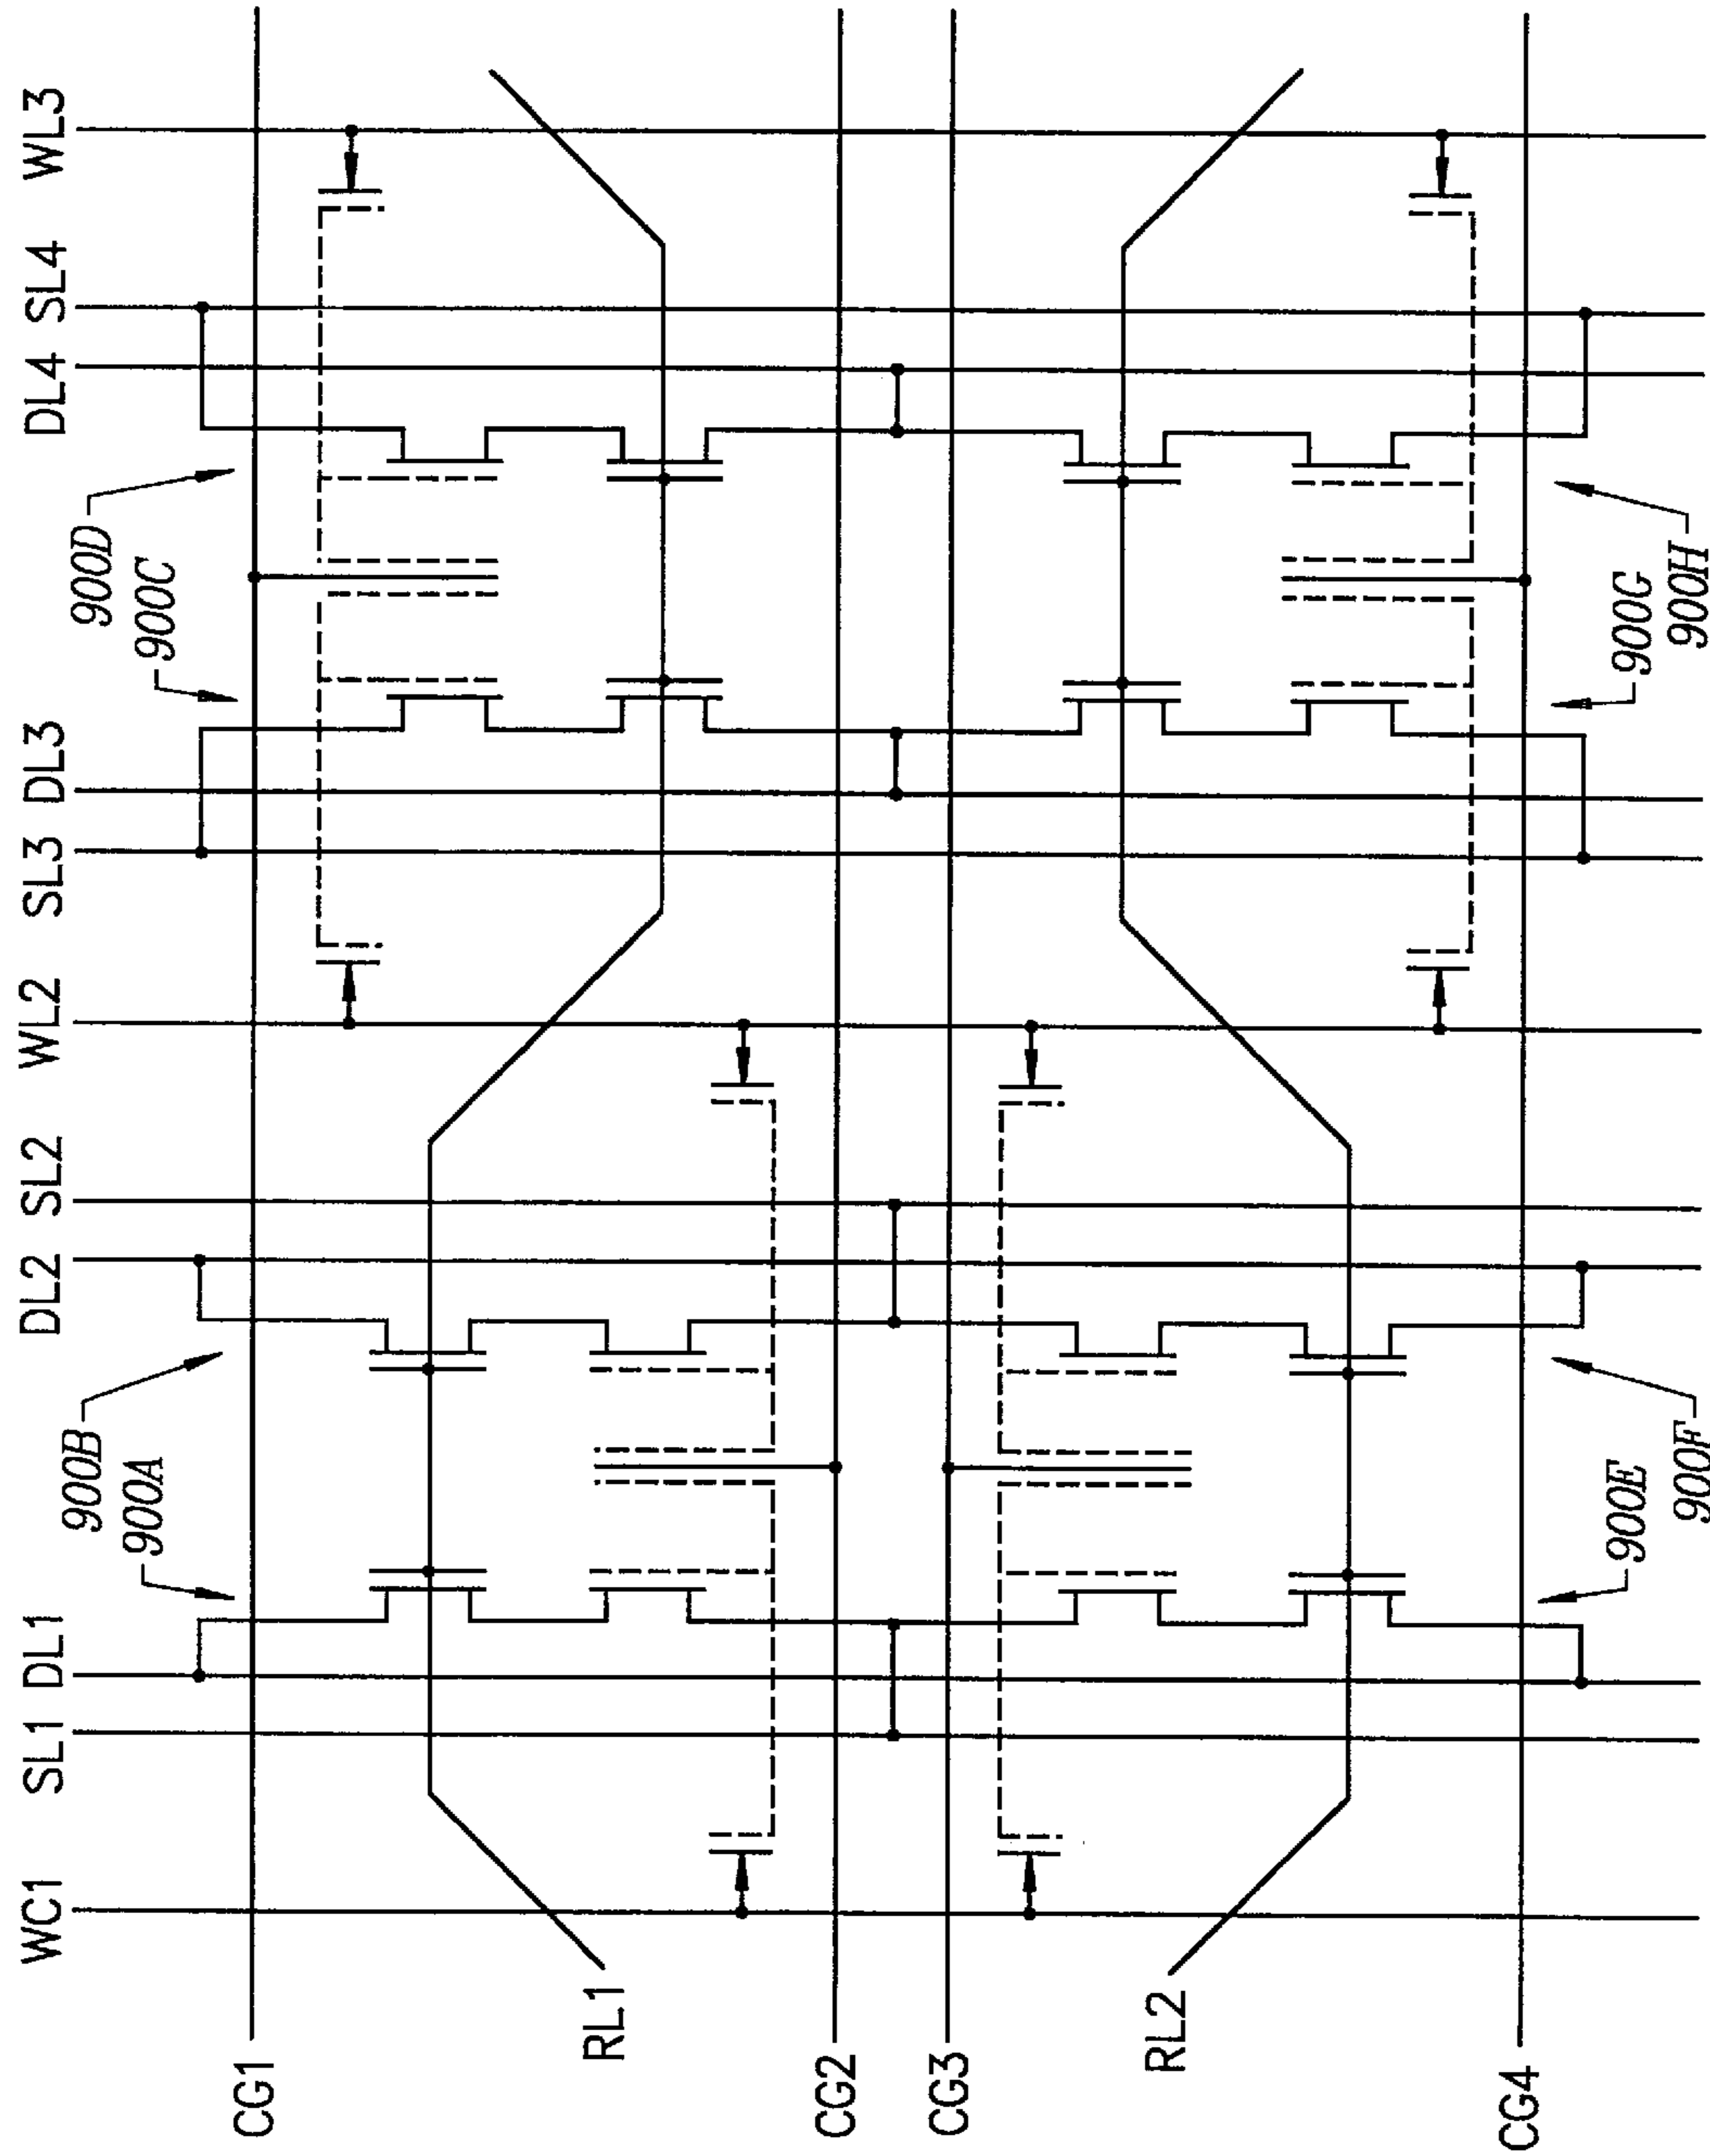 WC1
SL1
DL1
DL2
SL2
WL2
SL3
DL3
DL4
SL4
WL3
900A
900B
900C
900D
CG1
RL1
CG2
CG3
RL2
CG4
900E
900F
900G
900H